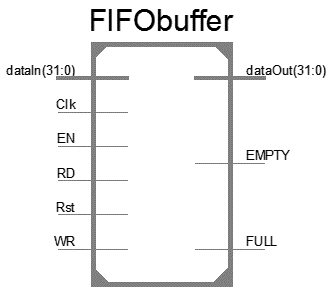 FIFObuffer
dataIn(31:0)
dataOut(31:0)
Clk
EN
EMPTY
RD
Rst
WR
FULL